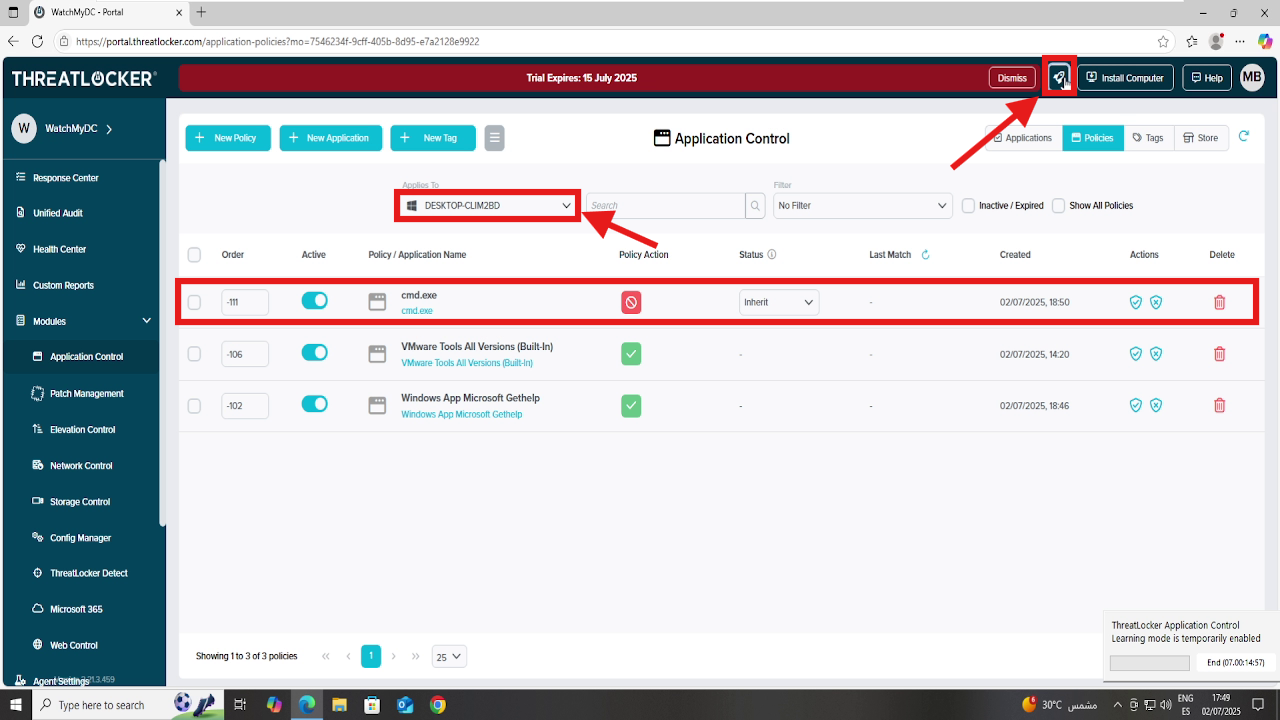 WatchMyDC - Portal
https://portal.threatlocker.com/application-policies?mo=7546234f-9cff-405b-8d95-e7a2128e9922
THREATLOCKER
Trial Expires: 15 July 2025
Dismiss
Install Computer
Help
MB
W
WatchMyDC
New Policy
New Application
New Tag
Application Control
Applications
Policies
Tags
Store
Response Center
Unified Audit
Health Center
Custom Reports
Modules
Application Control
Patch Management
Elevation Control
Network Control
Storage Control
Config Manager
ThreatLocker Detect
Microsoft 365
Web Control
Agent Settings
Applies To
DESKTOP-CLIM2BD
Search
Filter
No Filter
Inactive / Expired
Show All Policies
Order Active Policy / Application Name Policy Action Status Last Match Created Actions Delete
-111 cmd.exe Inherit - 02/07/2025, 18:50
cmd.exe
-106 VMware Tools All Versions (Built-In) - - 02/07/2025, 14:20
VMware Tools All Versions (Built-In)
-102 Windows App Microsoft Gethelp - - 02/07/2025, 18:46
Windows App Microsoft Gethelp
Showing 1 to 3 of 3 policies
1
25
ThreatLocker Application Control
Learning mode is temporarily enabled
End (07.00:14:57)
Type here to search
30°C مشمس
ENG
ES
17:49
02/07/2025